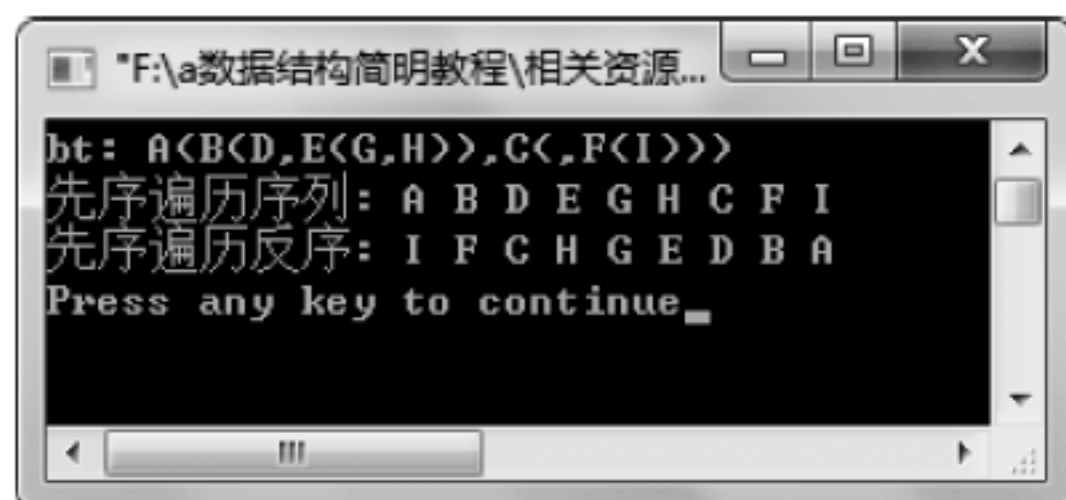 "F:\a数据结构简明教程\相关资源...
bt: A(B(D,E(G,H)),C(,F(I)))
先序遍历序列: A B D E G H C F I
先序遍历反序: I F C H G E D B A
Press any key to continue